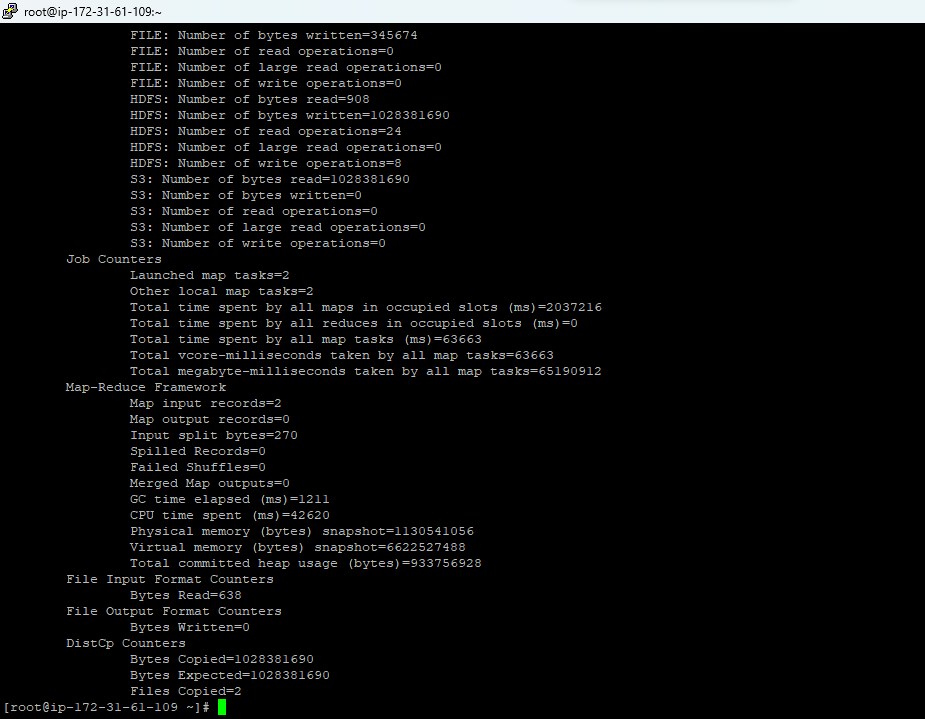 root@ip-172-31-61-109:~
FILE: Number of bytes written=345674
FILE: Number of read operations=0
FILE: Number of large read operations=0
FILE: Number of write operations=0
HDFS: Number of bytes read=908
HDFS: Number of bytes written=1028381690
HDFS: Number of read operations=24
HDFS: Number of large read operations=0
HDFS: Number of write operations=8
S3: Number of bytes read=1028381690
S3: Number of bytes written=0
S3: Number of read operations=0
S3: Number of large read operations=0
S3: Number of write operations=0
Job Counters
Launched map tasks=2
Other local map tasks=2
Total time spent by all maps in occupied slots (ms)=2037216
Total time spent by all reduces in occupied slots (ms)=0
Total time spent by all map tasks (ms)=63663
Total vcore-milliseconds taken by all map tasks=63663
Total megabyte-milliseconds taken by all map tasks=65190912
Map-Reduce Framework
Map input records=2
Map output records=0
Input split bytes=270
Spilled Records=0
Failed Shuffles=0
Merged Map outputs=0
GC time elapsed (ms)=1211
CPU time spent (ms)=42620
Physical memory (bytes) snapshot=1130541056
Virtual memory (bytes) snapshot=6622527488
Total committed heap usage (bytes)=933756928
File Input Format Counters
Bytes Read=638
File Output Format Counters
Bytes Written=0
DistCp Counters
Bytes Copied=1028381690
Bytes Expected=1028381690
Files Copied=2
[root@ip-172-31-61-109 ~]#